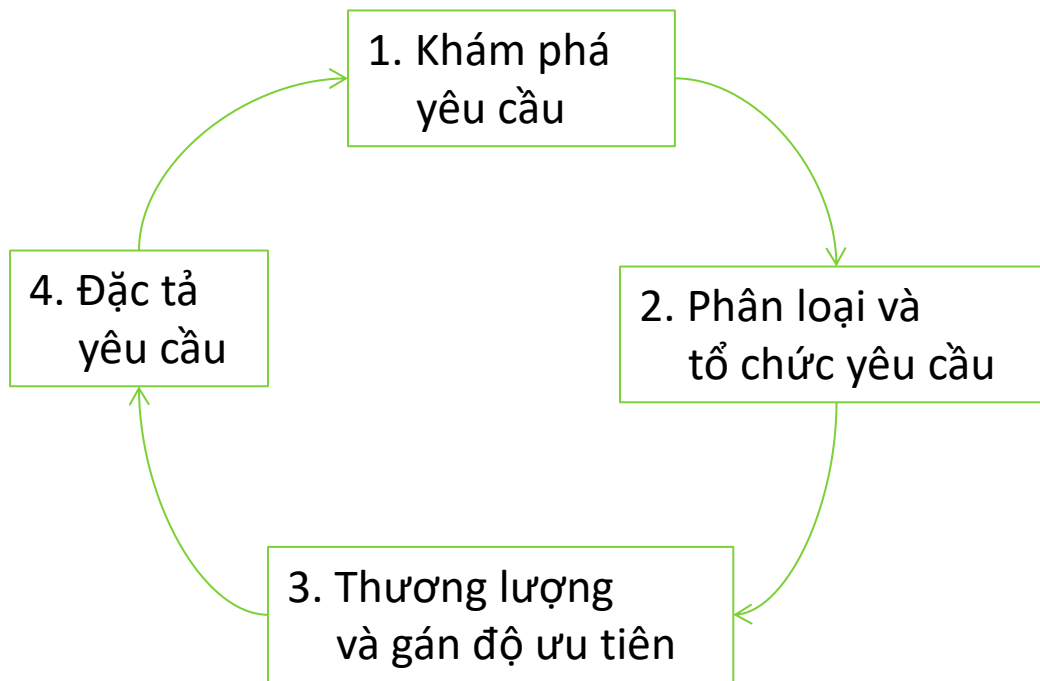 1. Khám phá
yêu cầu
2. Phân loại và
tổ chức yêu cầu
3. Thương lượng
và gán độ ưu tiên
4. Đặc tả
yêu cầu